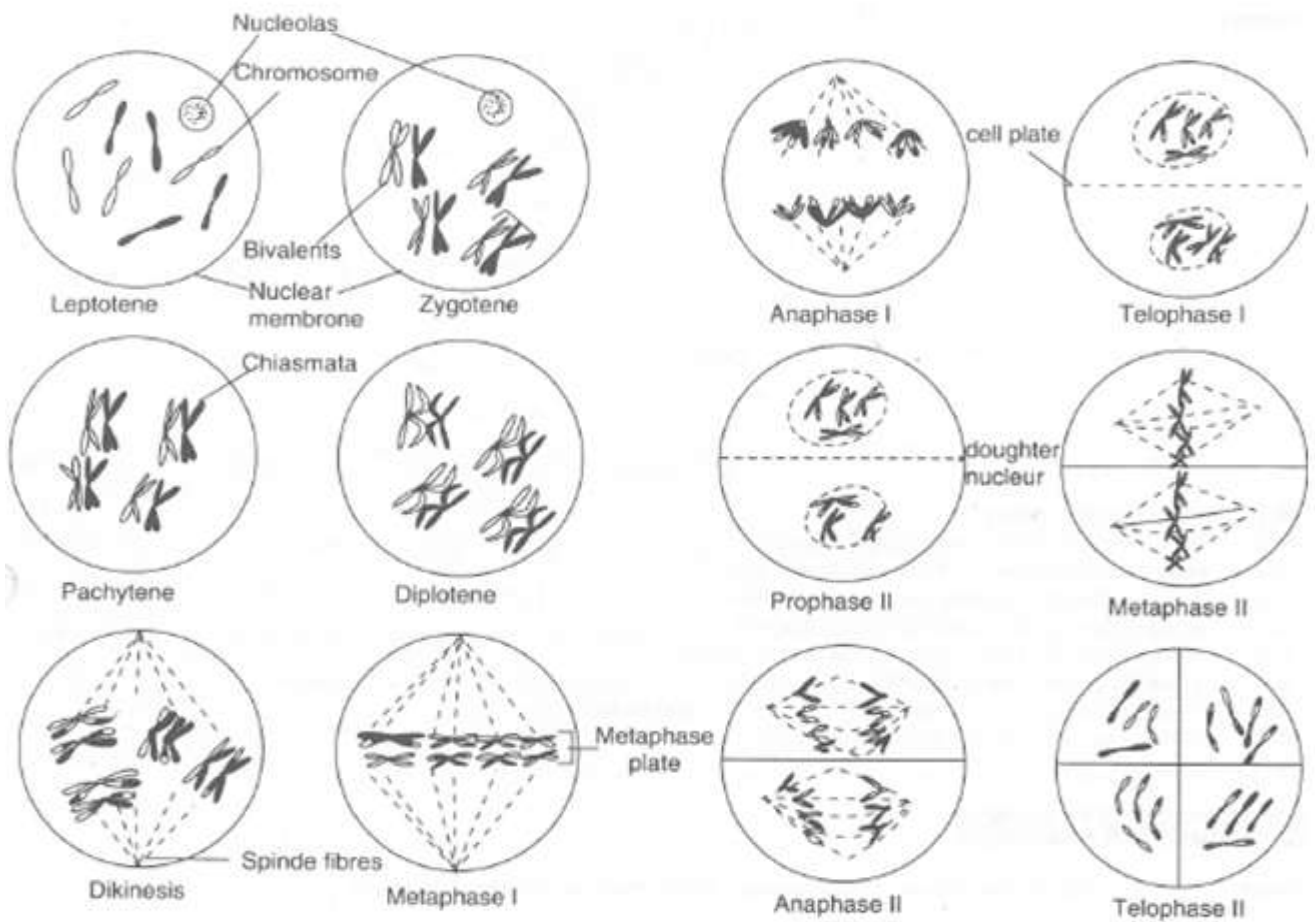 Nucleolas
Chromosome
cell plate
Bivalents
Nuclear
membrone
Leptotene
Zygotene
Anaphase I
Telophase I
Chiasmata
doughter
nucleur
Pachytene
Diplotene
Prophase II
Metaphase II
Metaphase
plate
Spinde fibres
Dikinesis
Metaphase I
Anaphase II
Telophase II